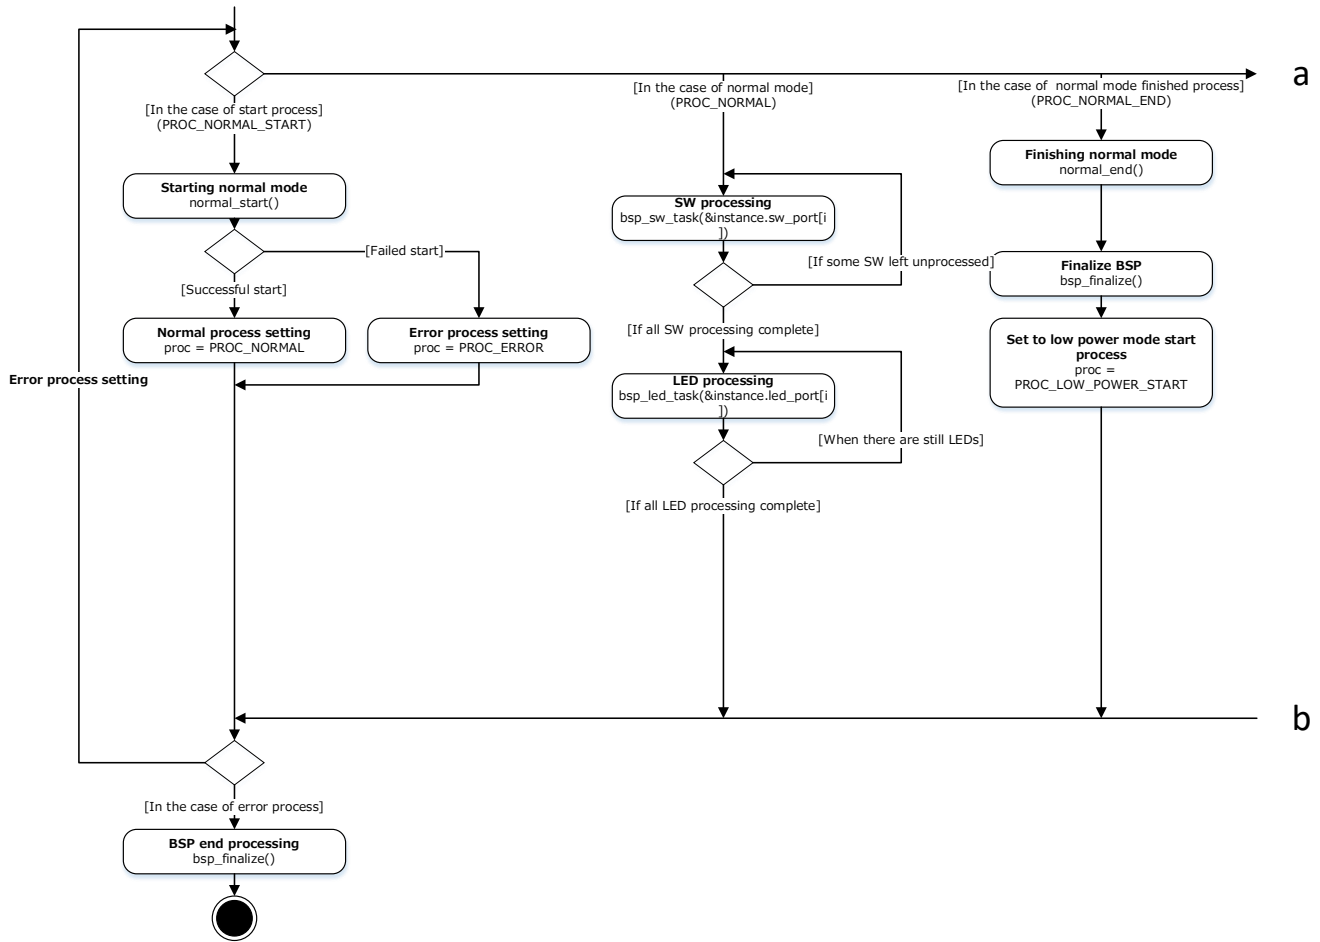 a
[In the case of start process]
(PROC_NORMAL_START)
[In the case of normal mode]
(PROC_NORMAL)
[In the case of  normal mode finished process]
(PROC_NORMAL_END)
Starting normal mode
normal_start()
[Failed start]
[Successful start]
Normal process setting
proc = PROC_NORMAL
Error process setting
proc = PROC_ERROR
Error process setting
SW processing
bsp_sw_task(&instance.sw_port[i
])
[If some SW left unprocessed]
[If all SW processing complete]
LED processing
bsp_led_task(&instance.led_port[i
])
[When there are still LEDs]
[If all LED processing complete]
Finishing normal mode
normal_end()
Finalize BSP
bsp_finalize()
Set to low power mode start
process
proc =
PROC_LOW_POWER_START
b
[In the case of error process]
BSP end processing
bsp_finalize()